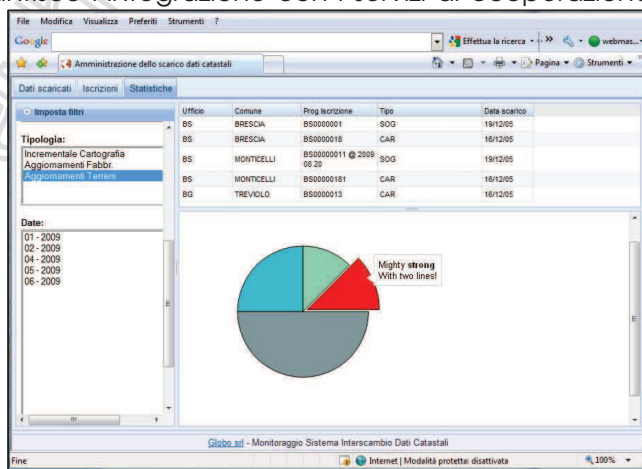 integrazione con i servizi di cooperazione
File Modifica Visualizza Preferiti Strumenti ?
Google
Effettua la ricerca
webmas...
Amministrazione dello scarico dati catastali
Pagina
Strumenti
Dati scaricati Iscrizioni Statistiche
Imposta filtri
Tipologia:
Incrementale Cartografia
Aggiornamenti Fabbr.
Aggiornamenti Terreni
Date:
01 - 2009
02 - 2009
04 - 2009
05 - 2009
06 - 2009
Ufficio Comune Prog Iscrizione Tipo Data scarico
BS BRESCIA BS0000001 SOG 19/12/05
BS BRESCIA BS0000018 CAR 16/12/05
BS MONTICELLI BS00000011 @ 2009 08 20 SOG 19/12/05
BS MONTICELLI BS00000181 CAR 16/12/05
BG TREVIOLO BS0000013 CAR 16/12/05
Mighty strong
With two lines!
Globo srl - Monitoraggio Sistema Interscambio Dati Catastali
Fine
Internet | Modalità protetta: disattivata
100%